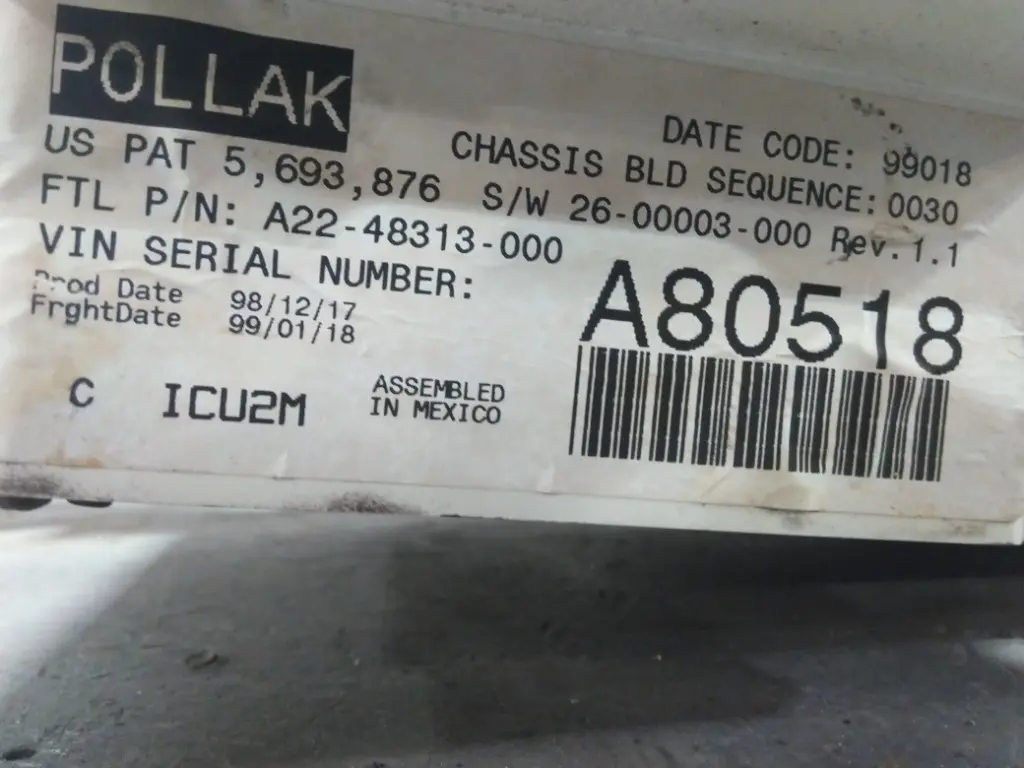 POLLAK
DATE CODE: 99018
US PAT 5,693,876 CHASSIS BLD SEQUENCE: 0030
FTL P/N: A22-48313-000 S/W 26-00003-000 Rev. 1.1
VIN SERIAL NUMBER: A80518
Prod Date 98/12/17
FrghtDate 99/01/18
C ICU2M ASSEMBLED
IN MEXICO